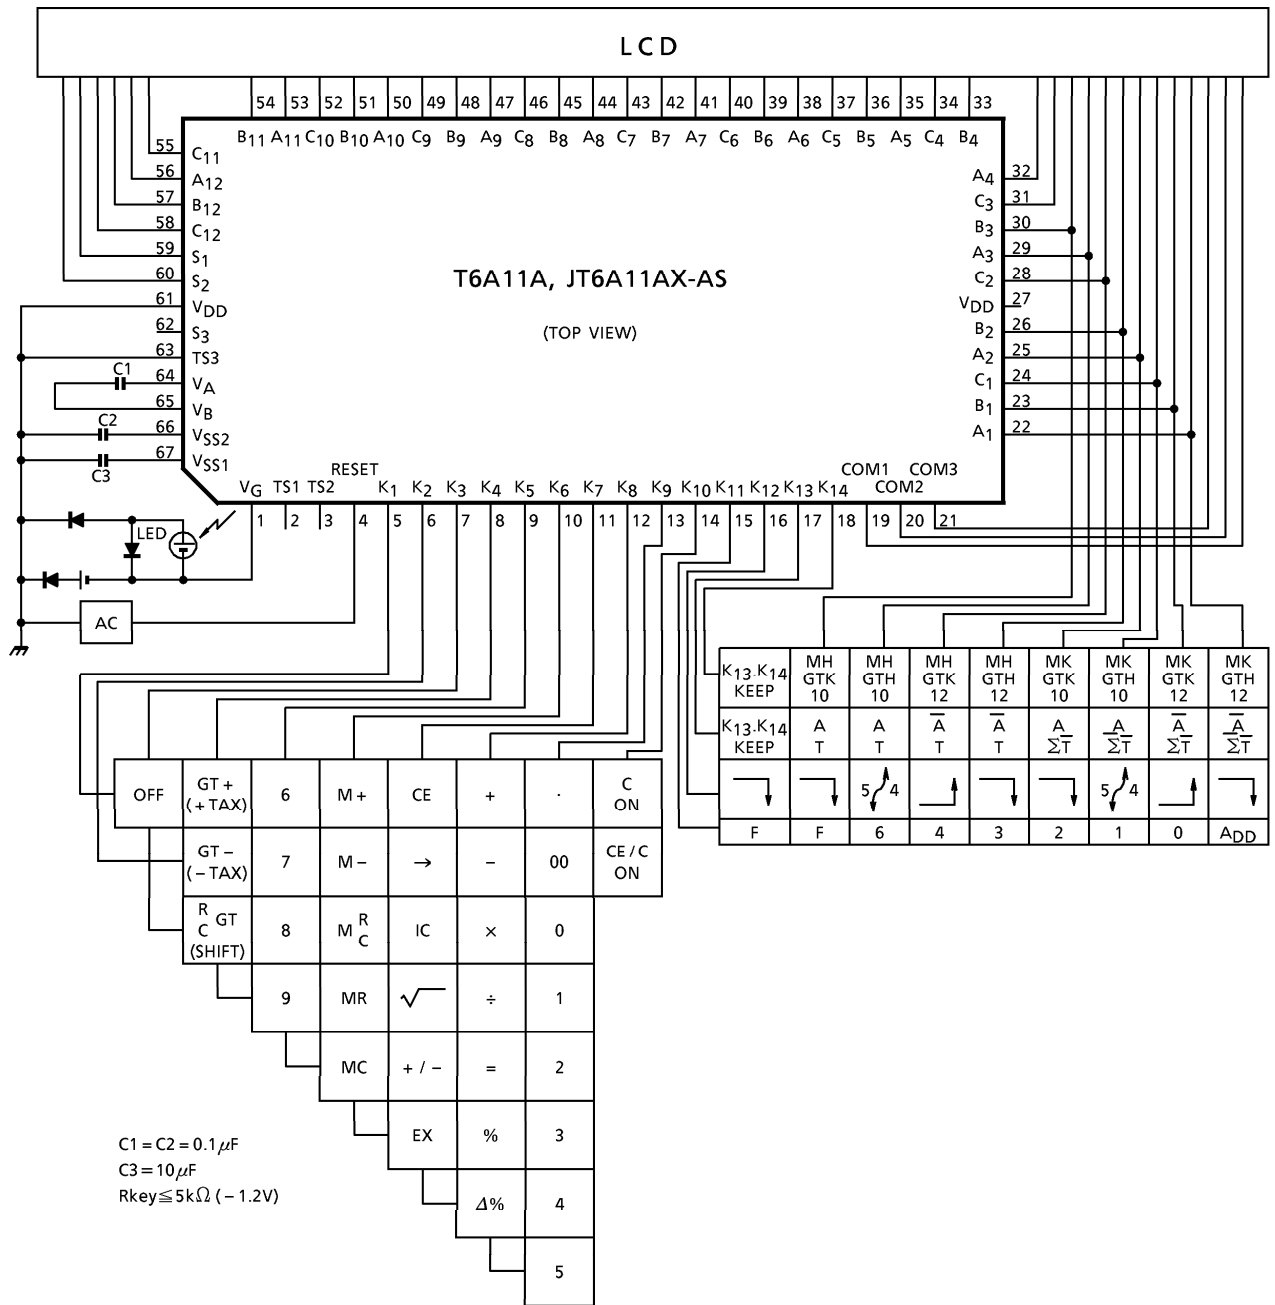 LCD
54 53 52 51 50 49 48 47 46 45 44 43 42 41 40 39 38 37 36 35 34 33
B11 A11 C10 B10 A10 C9 B9 A9 C8 B8 A8 C7 B7 A7 C6 B6 A6 C5 B5 A5 C4 B4
55 C11
56 A12
57 B12
58 C12
59 S1
60 S2
61 VDD
62 S3
63 TS3
C1 64 VA
65 VB
C2 66 VSS2
C3 67 VSS1
T6A11A, JT6A11AX-AS
(TOP VIEW)
A4 32
C3 31
B3 30
A3 29
C2 28
VDD 27
B2 26
A2 25
C1 24
B1 23
A1 22
RESET COM1 COM3
VG TS1 TS2 K1 K2 K3 K4 K5 K6 K7 K8 K9 K10 K11 K12 K13 K14 COM2
1 2 3 4 5 6 7 8 9 10 11 12 13 14 15 16 17 18 19 20 21
LED
AC
K13·K14 KEEP
MH GTK 10
MH GTH 10
MH GTK 12
MH GTH 12
MK GTK 10
MK GTH 10
MK GTK 12
MK GTH 12
K13·K14 KEEP
A T
A T
A̅ T
A̅ T
A Σ̅T̅
A Σ̅T̅
A̅ Σ̅T̅
A̅ Σ̅T̅
5 4 5 4
F F 6 4 3 2 1 0 ADD
OFF GT+ (+TAX) 6 M+ CE + · C ON
GT− (−TAX) 7 M− → − 00 CE/C ON
R C GT (SHIFT) 8 M R C IC × 0
9 MR √ ÷ 1
MC +/− = 2
EX % 3
Δ% 4
5
C1=C2=0.1μF
C3=10μF
Rkey≦5kΩ (−1.2V)